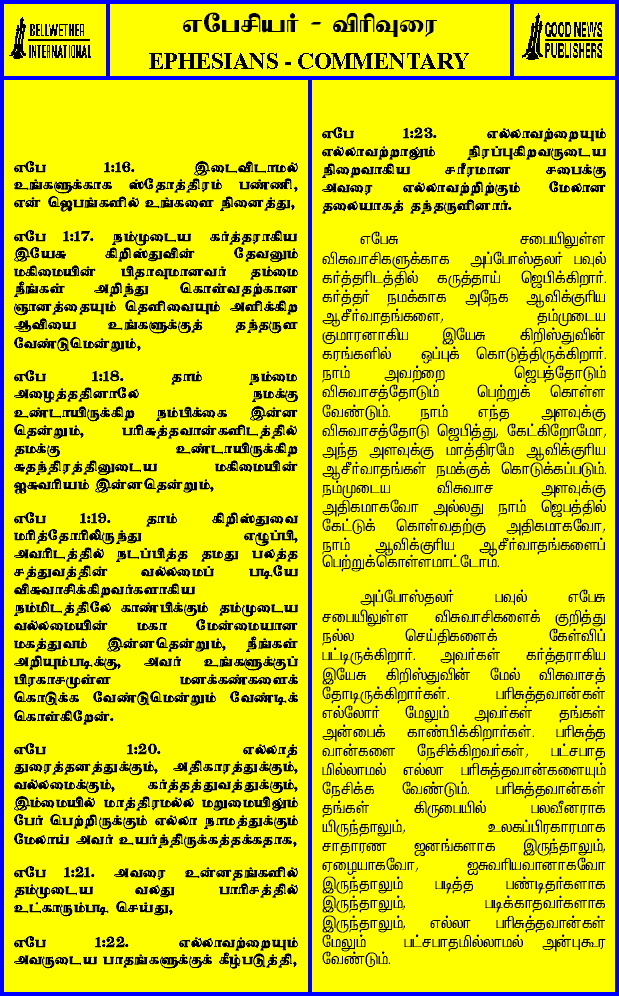 BELLWETHER
INTERNATIONAL
எபேசியர் - விரிவுரை
EPHESIANS - COMMENTARY
GOOD NEWS
PUBLISHERS
எபே 1:16. இடைவிடாமல்
உங்களுக்காக ஸ்தோத்திரம் பண்ணி,
என் ஜெபங்களில் உங்களை நினைத்து,
எபே 1:17. நம்முடைய கர்த்தராகிய
இயேசு கிறிஸ்துவின் தேவனும்
மகிமையின் பிதாவுமானவர் தம்மை
நீங்கள் அறிந்து கொள்வதற்கான
ஞானத்தையும் தெளிவையும் அளிக்கிற
ஆவியை உங்களுக்குத் தந்தருள
வேண்டுமென்றும்,
எபே 1:18. தாம் நம்மை
அழைத்ததினாலே நமக்கு
உண்டாயிருக்கிற நம்பிக்கை இன்ன
தென்றும், பரிசுத்தவான்களிடத்தில்
தமக்கு உண்டாயிருக்கிற
சுதந்திரத்தினுடைய மகிமையின்
ஐசுவரியம் இன்னதென்றும்,
எபே 1:19. தாம் கிறிஸ்துவை
மரித்தோரிலிருந்து எழுப்பி,
அவரிடத்தில் நடப்பித்த தமது பலத்த
சத்துவத்தின் வல்லமைப் படியே
விசுவாசிக்கிறவர்களாகிய
நம்மிடத்திலே காண்பிக்கும் தம்முடைய
வல்லமையின் மகா மேன்மையான
மகத்துவம் இன்னதென்றும், நீங்கள்
அறியும்படிக்கு, அவர் உங்களுக்குப்
பிரகாசமுள்ள மனக்கண்களைக்
கொடுக்க வேண்டுமென்றும் வேண்டிக்
கொள்கிறேன்.
எபே 1:20. எல்லாத்
துரைத்தனத்துக்கும், அதிகாரத்துக்கும்,
வல்லமைக்கும், கர்த்தத்துவத்துக்கும்,
இம்மையில் மாத்திரமல்ல மறுமையிலும்
பேர் பெற்றிருக்கும் எல்லா நாமத்துக்கும்
மேலாய் அவர் உயர்ந்திருக்கத்தக்கதாக,
எபே 1:21. அவரை உன்னதங்களில்
தம்முடைய வலது பாரிசத்தில்
உட்காரும்படி செய்து,
எபே 1:22. எல்லாவற்றையும்
அவருடைய பாதங்களுக்குக் கீழ்படுத்தி,
எபே 1:23. எல்லாவற்றையும்
எல்லாவற்றாலும் நிரப்புகிறவருடைய
நிறைவாகிய சரீரமான சபைக்கு
அவரை எல்லாவற்றிற்கும் மேலான
தலையாகத் தந்தருளினார்.
எபேசு சபையிலுள்ள
விசுவாசிகளுக்காக அப்போஸ்தலர் பவுல்
கர்த்தரிடத்தில் கருத்தாய் ஜெபிக்கிறார்.
கர்த்தர் நமக்காக அநேக ஆவிக்குரிய
ஆசீர்வாதங்களை, தம்முடைய
குமாரனாகிய இயேசு கிறிஸ்துவின்
கரங்களில் ஒப்புக் கொடுத்திருக்கிறார்.
நாம் அவற்றை ஜெபத்தோடும்
விசுவாசத்தோடும் பெற்றுக் கொள்ள
வேண்டும். நாம் எந்த அளவுக்கு
விசுவாசத்தோடு ஜெபித்து, கேட்கிறோமோ,
அந்த அளவுக்கு மாத்திரமே ஆவிக்குரிய
ஆசீர்வாதங்கள் நமக்குக் கொடுக்கப்படும்.
நம்முடைய விசுவாச அளவுக்கு
அதிகமாகவோ அல்லது நாம் ஜெபத்தில்
கேட்டுக் கொள்வதற்கு அதிகமாகவோ,
நாம் ஆவிக்குரிய ஆசீர்வாதங்களைப்
பெற்றுக்கொள்ளமாட்டோம்.
அப்போஸ்தலர் பவுல் எபேசு
சபையிலுள்ள விசுவாசிகளைக் குறித்து
நல்ல செய்திகளைக் கேள்விப்
பட்டிருக்கிறார். அவர்கள் கர்த்தராகிய
இயேசு கிறிஸ்துவின் மேல் விசுவாசத்
தோடிருக்கிறார்கள். பரிசுத்தவான்கள்
எல்லோர் மேலும் அவர்கள் தங்கள்
அன்பைக் காண்பிக்கிறார்கள். பரிசுத்த
வான்களை நேசிக்கிறவர்கள், பட்சபாத
மில்லாமல் எல்லா பரிசுத்தவான்களையும்
நேசிக்க வேண்டும். பரிசுத்தவான்கள்
தங்கள் கிருபையில் பலவீனராக
யிருந்தாலும், உலகப்பிரகாரமாக
சாதாரண ஜனங்களாக இருந்தாலும்,
ஏழையாகவோ, ஐசுவரியவானாகவோ
இருந்தாலும் படித்த பண்டிதர்களாக
இருந்தாலும், படிக்காதவர்களாக
இருந்தாலும், எல்லா பரிசுத்தவான்கள்
மேலும் பட்சபாதமில்லாமல் அன்புகூர
வேண்டும்.